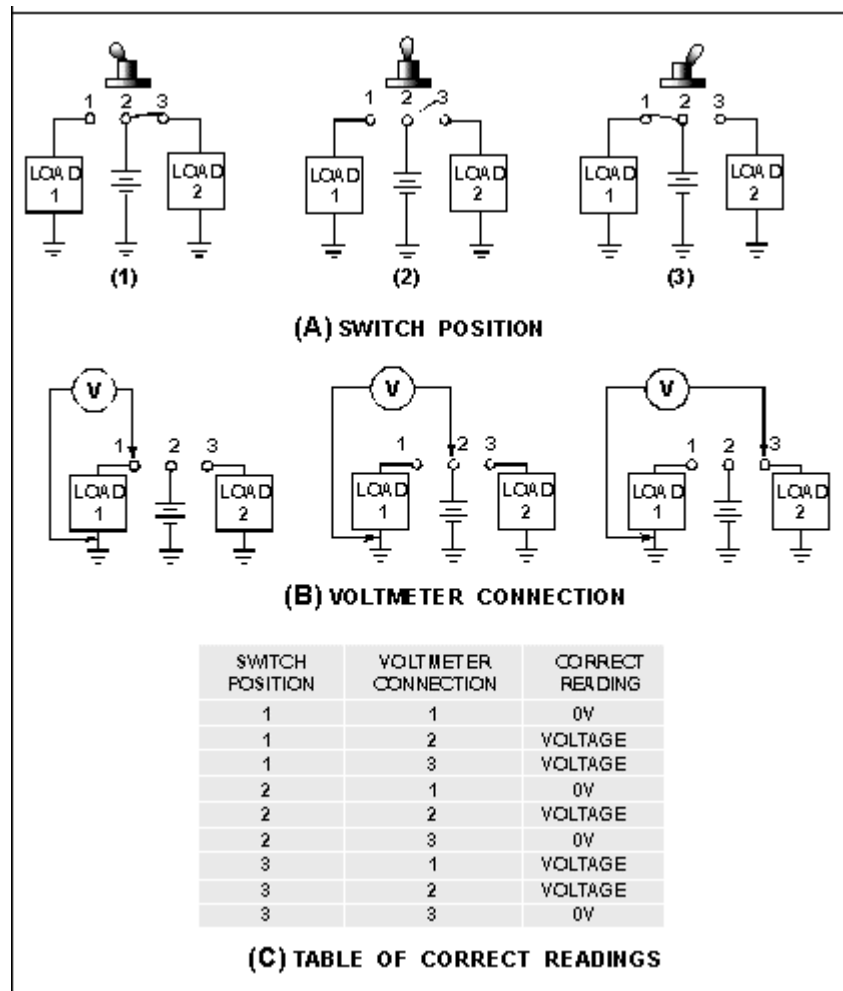 1 2 3
1 2 3
1 2 3
LOAD
1
LOAD
2
LOAD
1
LOAD
2
LOAD
1
LOAD
2
(1)
(2)
(3)
(A) SWITCH POSITION
V
V
V
1 2 3
1 2 3
1 2 3
LOAD
1
LOAD
2
LOAD
1
LOAD
2
LOAD
1
LOAD
2
(B) VOLTMETER CONNECTION
SWITCH POSITION VOLTMETER CONNECTION CORRECT READING
1 1 0V
1 2 VOLTAGE
1 3 VOLTAGE
2 1 0V
2 2 VOLTAGE
2 3 0V
3 1 VOLTAGE
3 2 VOLTAGE
3 3 0V
(C) TABLE OF CORRECT READINGS